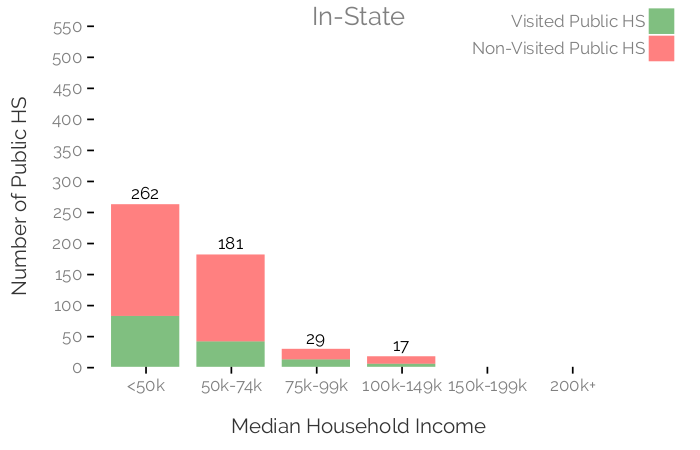 In-State
Visited Public HS
Non-Visited Public HS
Number of Public HS
550
500
450
400
350
300
250
200
150
100
50
0
262
181
29
17
<50k
50k-74k
75k-99k
100k-149k
150k-199k
200k+
Median Household Income